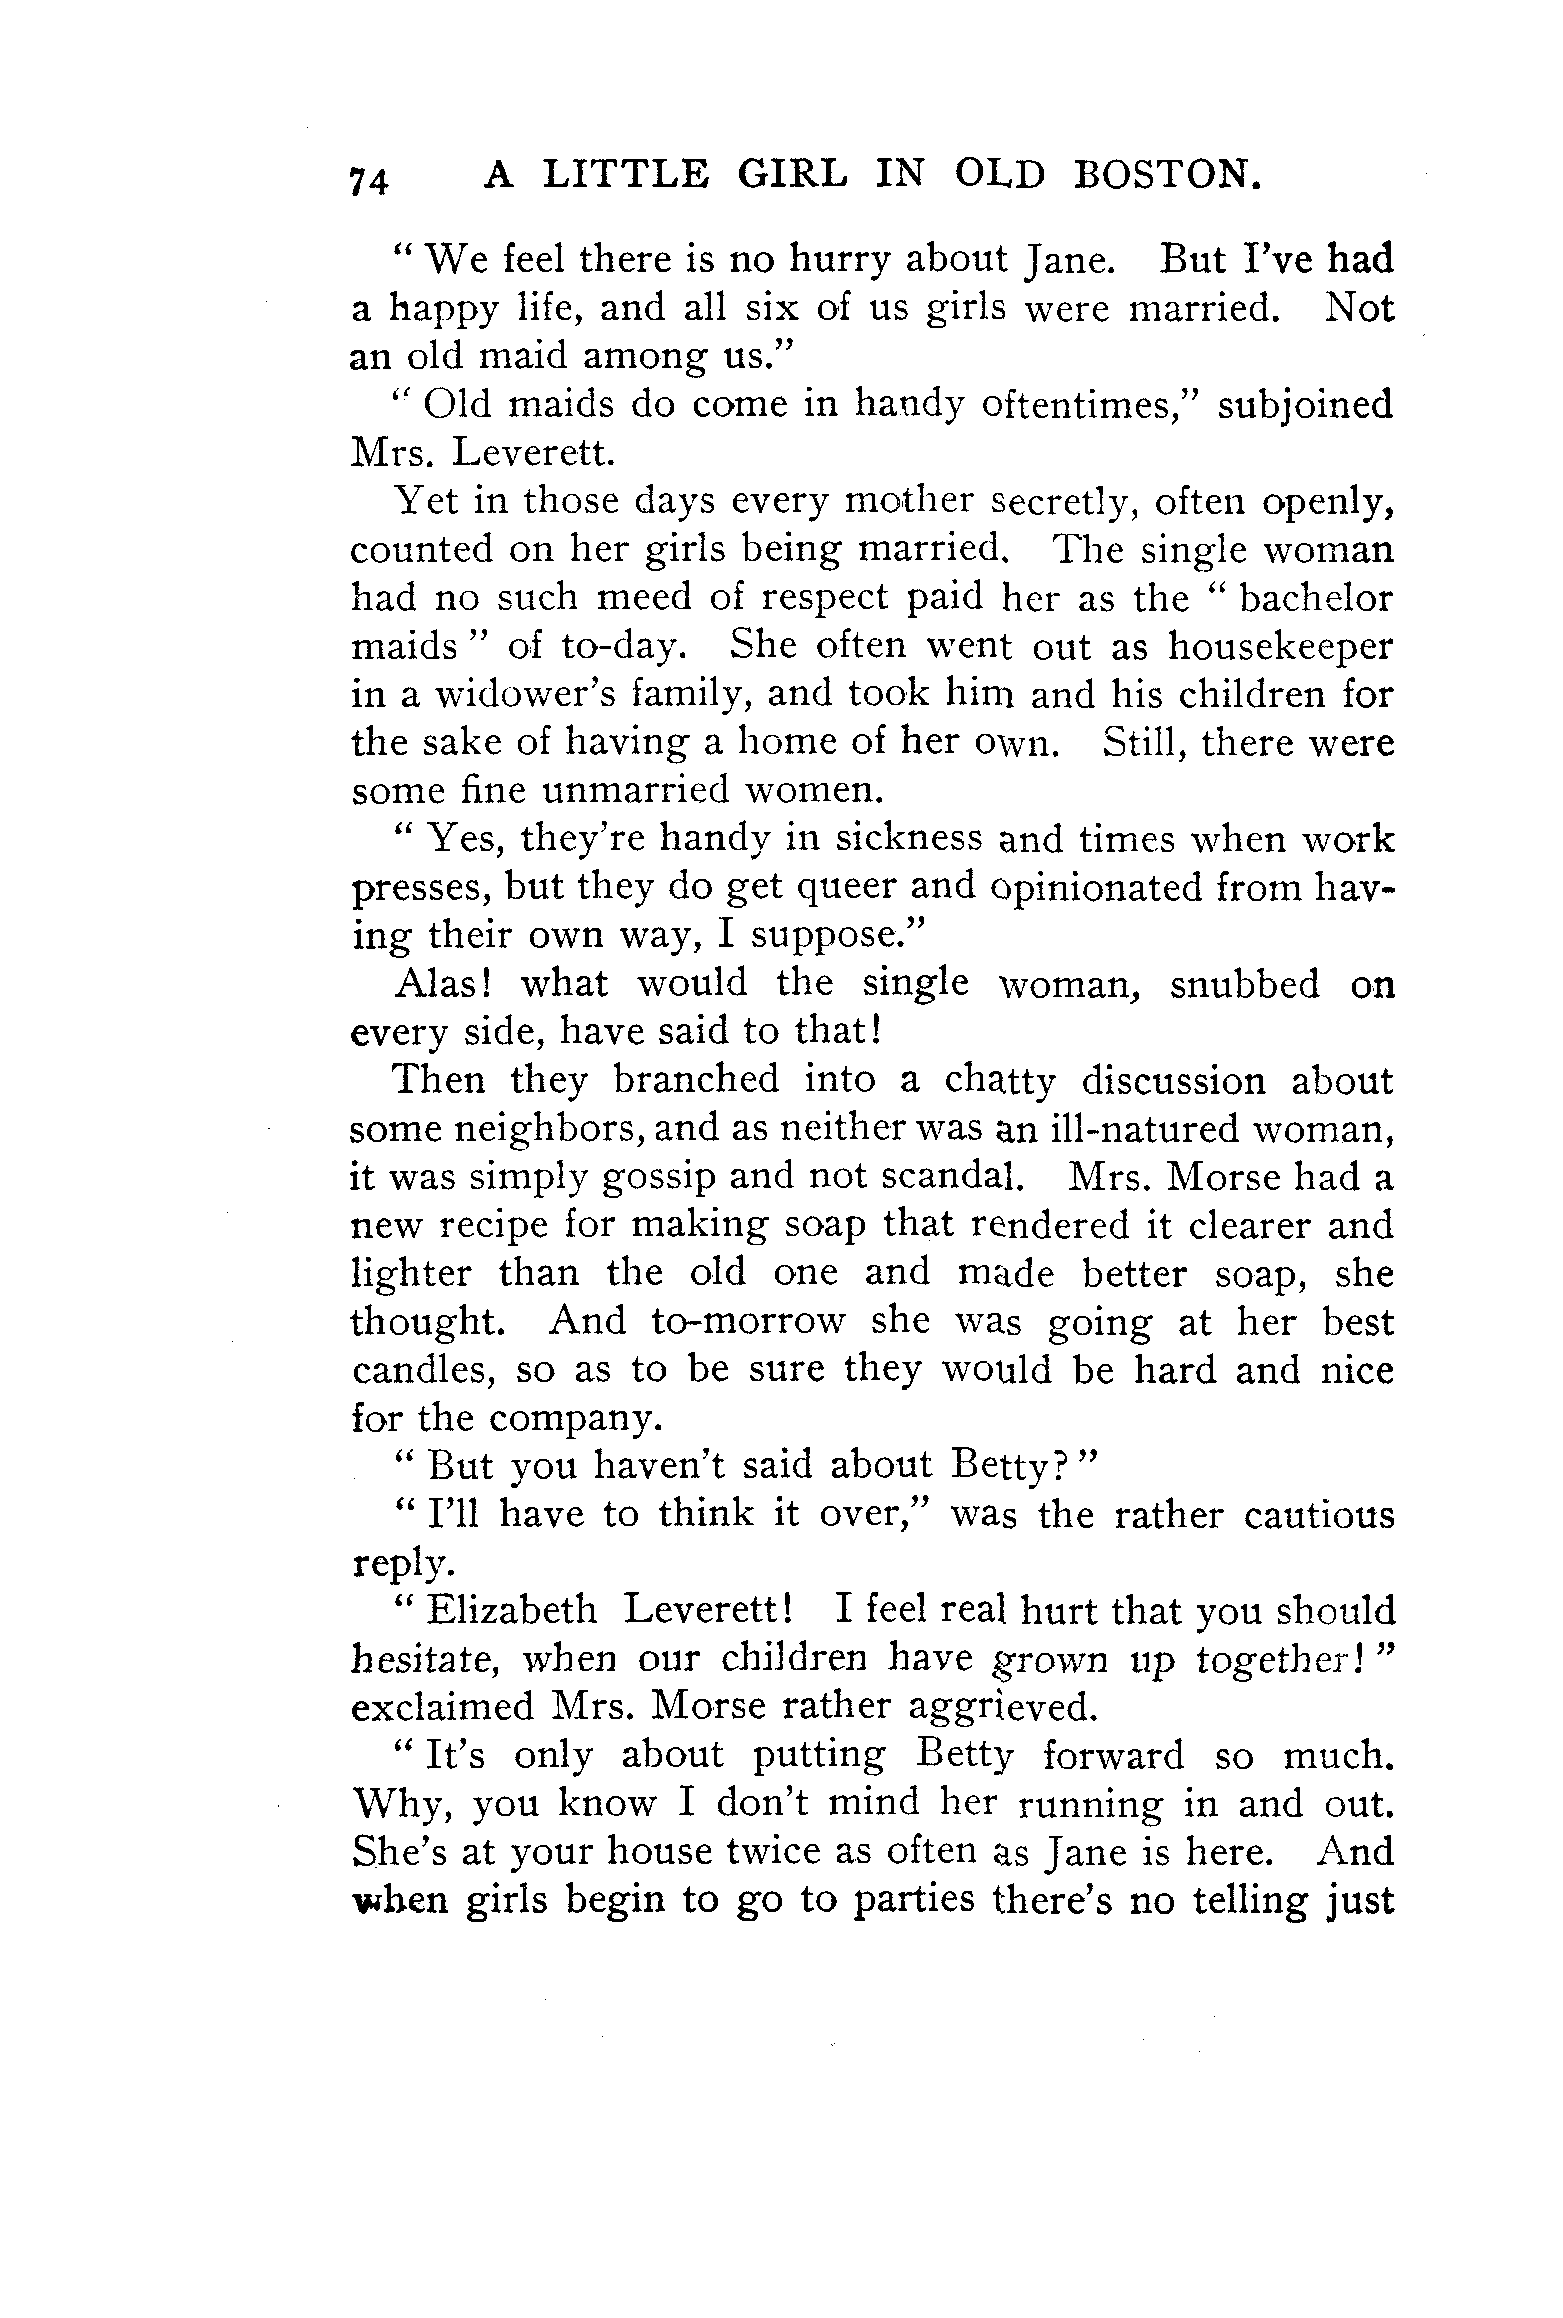 74 A LITTLE GIRL IN OLD BOSTON.
" We feel there is no hurry about Jane. But I've had
a happy life, and all six of us girls were married. Not
an old maid among us."
" Old maids do come in handy oftentimes," subjoined
Mrs. Leverett.
Yet in those days every mother secretly, often openly,
counted on her girls being married. The single woman
had no such meed of respect paid her as the " bachelor
maids " of to-day. She often went out as housekeeper
in a widower's family, and took him and his children for
the sake of having a home of her own. Still, there were
some fine unmarried women.
" Yes, they're handy in sickness and times when work
presses, but they do get queer and opinionated from hav-
ing their own way, I suppose."
Alas! what would the single woman, snubbed on
every side, have said to that!
Then they branched into a chatty discussion about
some neighbors, and as neither was an ill-natured woman,
it was simply gossip and not scandal. Mrs. Morse had a
new recipe for making soap that rendered it clearer and
lighter than the old one and made better soap, she
thought. And to-morrow she was going at her best
candles, so as to be sure they would be hard and nice
for the company.
" But you haven't said about Betty? "
" I'll have to think it over," was the rather cautious
reply.
" Elizabeth Leverett! I feel real hurt that you should
hesitate, when our children have grown up together! "
exclaimed Mrs. Morse rather aggrieved.
" It's only about putting Betty forward so much.
Why, you know I don't mind her running in and out.
She's at your house twice as often as Jane is here. And
when girls begin to go to parties there's no telling just